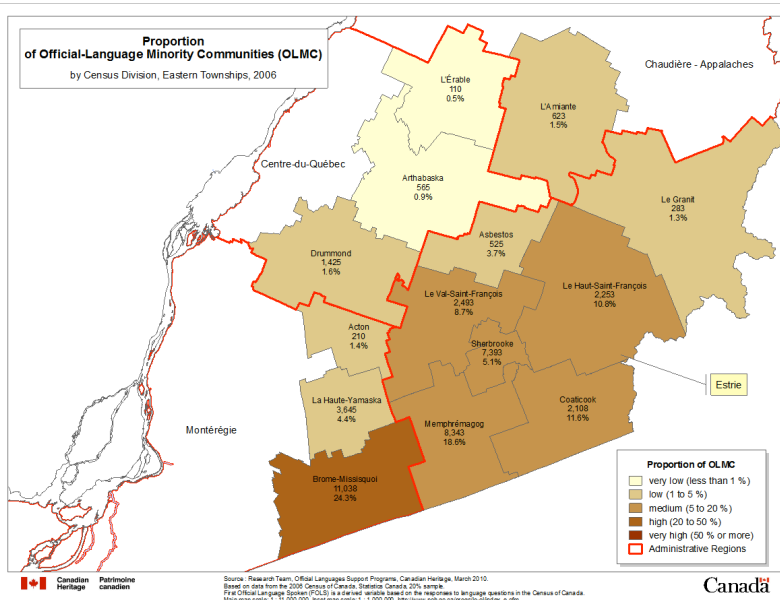 Proportion
of Official-Language Minority Communities (OLMC)
by Census Division, Eastern Townships, 2006
Chaudière - Appalaches
L'Érable
110
0.5%
L'Amiante
623
1.5%
Centre-du-Québec
Arthabaska
565
0.9%
Le Granit
283
1.3%
Asbestos
525
3.7%
Drummond
1,425
1.6%
Le Val-Saint-François
2,493
8.7%
Le Haut-Saint-François
2,253
10.8%
Acton
210
1.4%
Sherbrooke
7,393
5.1%
Estrie
La Haute-Yamaska
3,645
4.4%
Coaticook
2,108
11.6%
Montérégie
Memphrémagog
8,343
18.6%
Brome-Missisquoi
11,038
24.3%
Proportion of OLMC
very low (less than 1 %)
low (1 to 5 %)
medium (5 to 20 %)
high (20 to 50 %)
very high (50 % or more)
Administrative Regions
Canadian Heritage
Patrimoine canadien
Source : Research Team, Official Languages Support Programs, Canadian Heritage, March 2010.
Based on data from the 2006 Census of Canada, Statistics Canada, 20% sample.
First Official Language Spoken (FOLS) is a derived variable based on the responses to language questions in the Census of Canada.
Canada